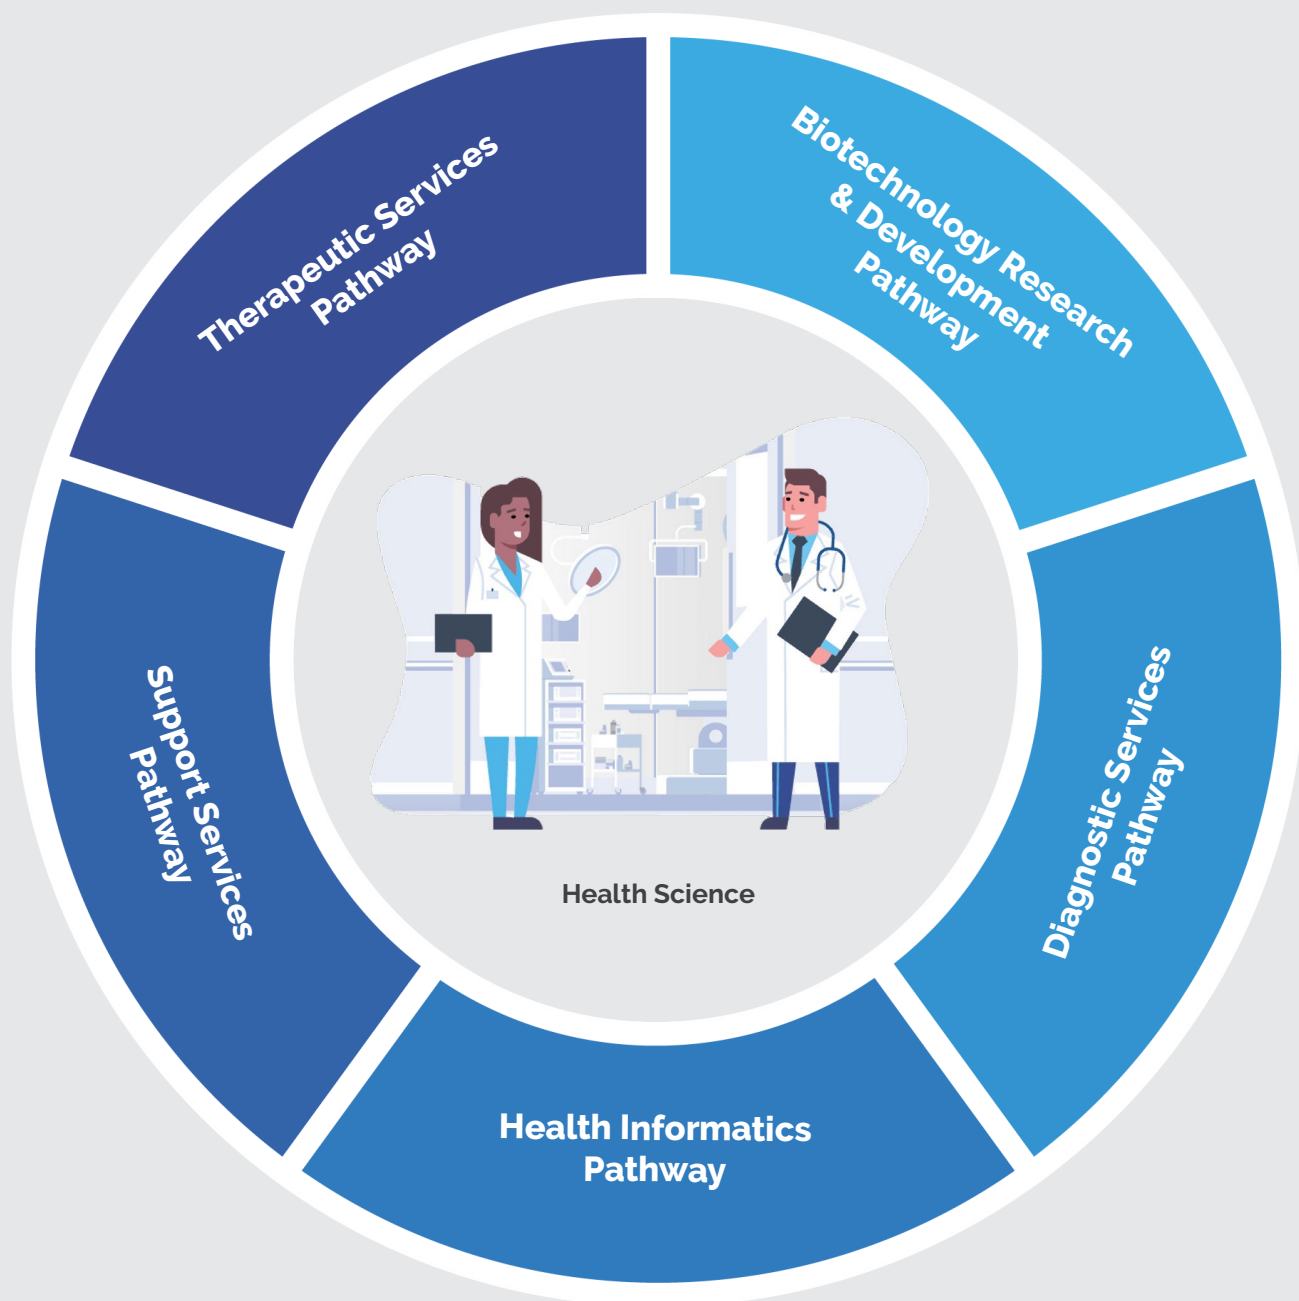 Therapeutic Services
Pathway
Biotechnology Research
& Development
Pathway
Diagnostic Services
Pathway
Health Informatics
Pathway
Support Services
Pathway
Health Science